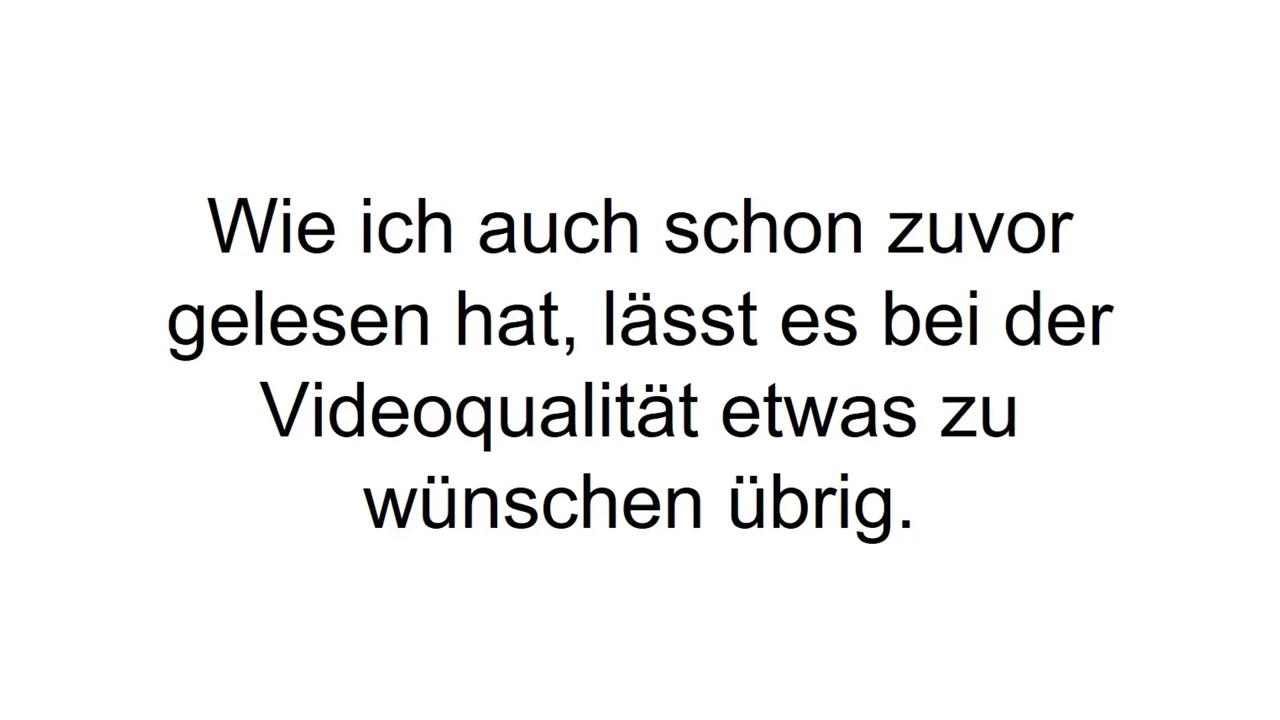 Wie ich auch schon zuvor
gelesen hat, lässt es bei der
Videoqualität etwas zu
wünschen übrig.